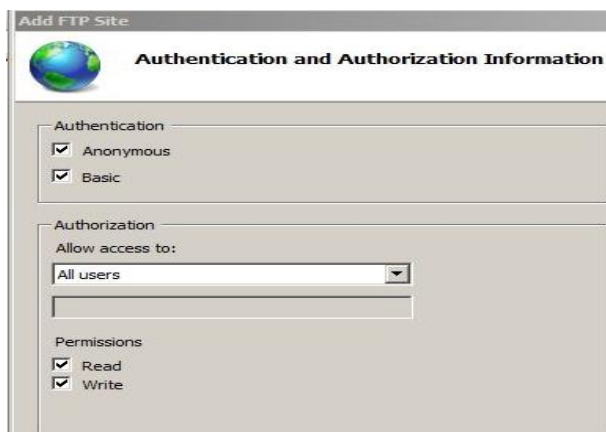 Add FTP Site
Authentication and Authorization Information
Authentication
Anonymous
Basic
Authorization
Allow access to:
All users
Permissions
Read
Write